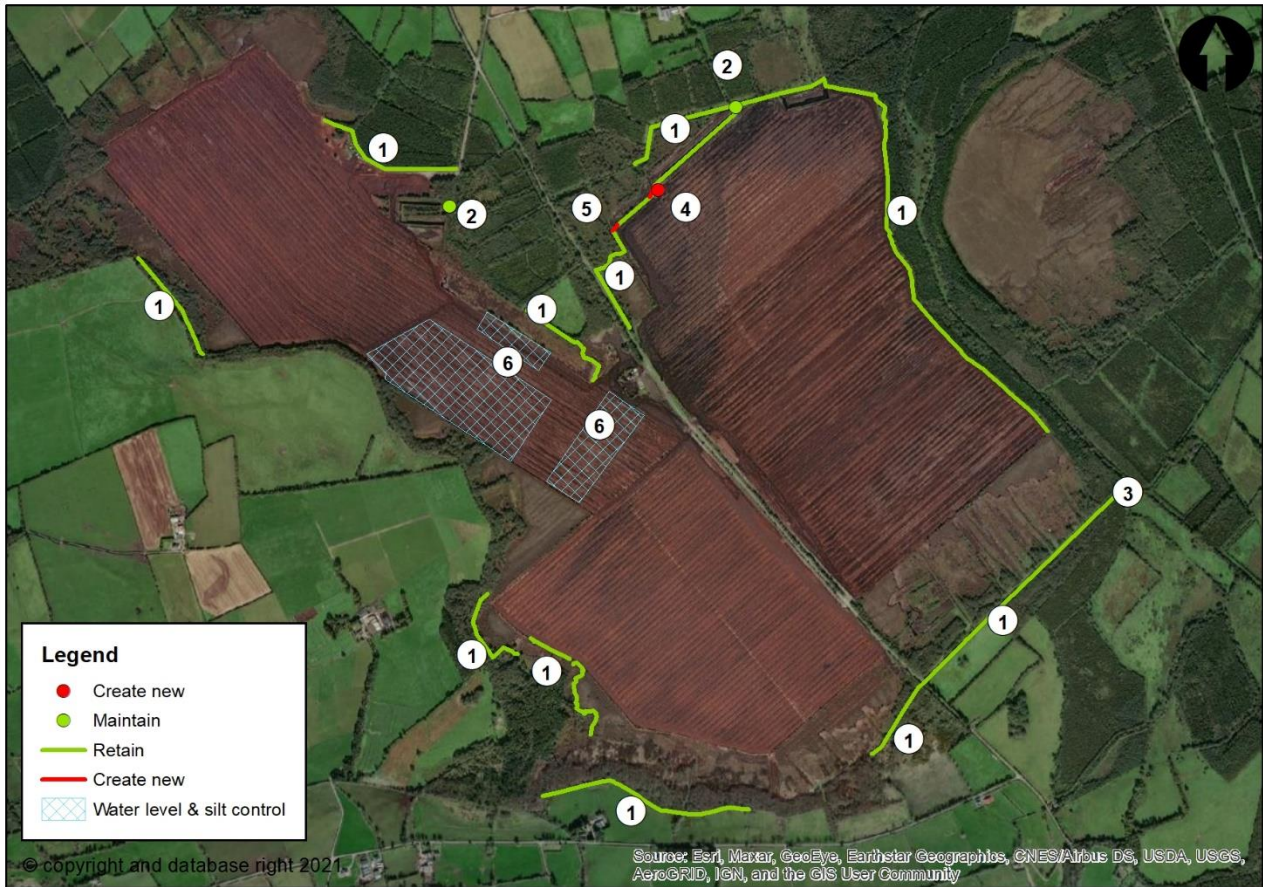 2
1
1
2
5
4
1
1
1
1
6
6
3
1
1
1
1
1
Legend
Create new
Maintain
Retain
Create new
Water level & silt control
© copyright and database right 2021.
Source: Esri, Maxar, GeoEye, Earthstar Geographics, CNES/Airbus DS, USDA, USGS,
AeroGRID, IGN, and the GIS User Community